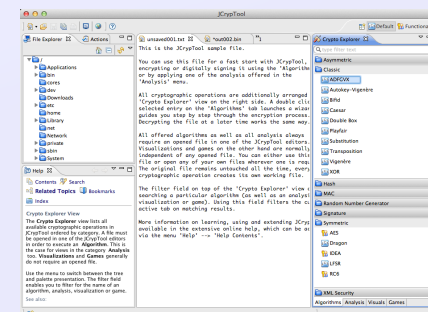 JCrypTool
Default
Functional
File Explorer
Actions
Applications
bin
cores
dev
Downloads
etc
home
Library
net
Network
private
sbin
System
Help
Contents
Search
Related Topics
Bookmarks
Index
Crypto Explorer View
The Crypto Explorer view lists all
available cryptographic operations in
JCrypTool ordered by category. A file must
be opened in one of the JCrypTool editors
in order to execute an Algorithm. This is
the case for views in the category Analysis
too. Visualizations and Games generally
do not require an opened file.
Use the menu to switch between the tree
and palette presentation. The filter field
enables you to filter for the name of an
algorithm, analysis, visualization or game.
See also:
unsaved001.txt
*out002.bin
This is the JCrypTool sample file.
You can use this file for a fast start with JCrypTool,
encrypting or digitally signing it using the 'Algorithm
or by applying one of the analysis offered in the
'Analysis' menu.
All cryptographic operations are additionally arranged
'Crypto Explorer' view on the right side. A double clic
selected entry on the 'Algorithms' tab launches a wizar
guides you step by step through the encryption process.
Decrypting the file at a later time works the same way.
All offered algorithms as well as all analysis always
require an opened file in one of the JCrypTool editors.
Visualizations and games on the other hand are normally
independent of any opened file. You can either use this
file or open any of your own files wherever one is requ
The original file remains untouched all the time, every
cryptographic operation creates its own working file.
The filter field on top of the 'Crypto Explorer' view
searching a particular algorithm (as well as an analysi
visualization or game). Using this field filters the cu
active tab on matching results.
More information on learning, using and extending JCryp
available in the extensive online help, which can be ac
via the menu 'Help' --> 'Help Contents'.
Crypto Explorer
type filter text
Asymmetric
Classic
ADFGVX
Autokey-Vigenère
Bifid
Caesar
Double Box
Playfair
Substitution
Transposition
Vigenère
XOR
Hash
MAC
Random Number Generator
Signature
Symmetric
AES
Dragon
IDEA
LFSR
RC6
XML Security
Algorithms
Analysis
Visuals
Games